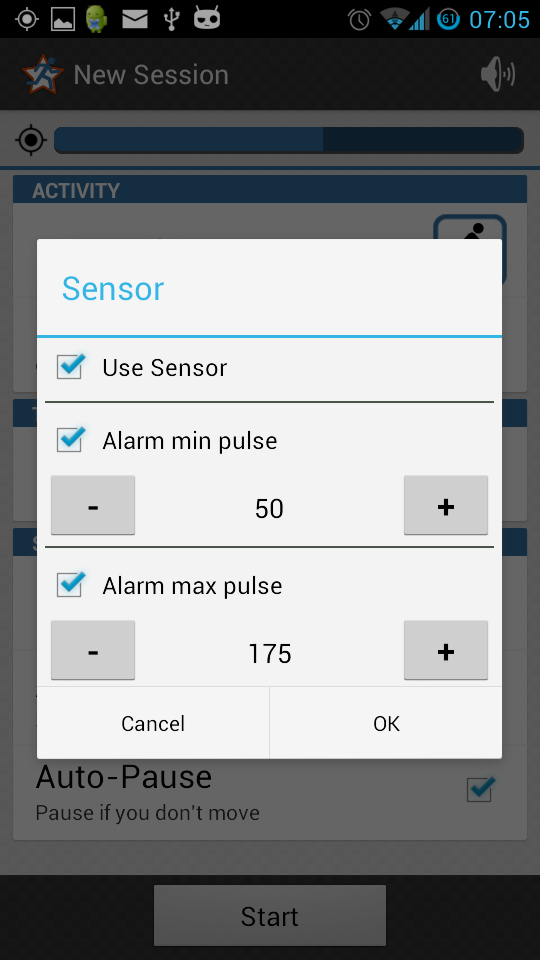 61 07:05
New Session
ACTIVITY
Sensor
Use Sensor
Alarm min pulse
- 50 +
Alarm max pulse
- 175 +
Cancel OK
Auto-Pause
Pause if you don't move
Start